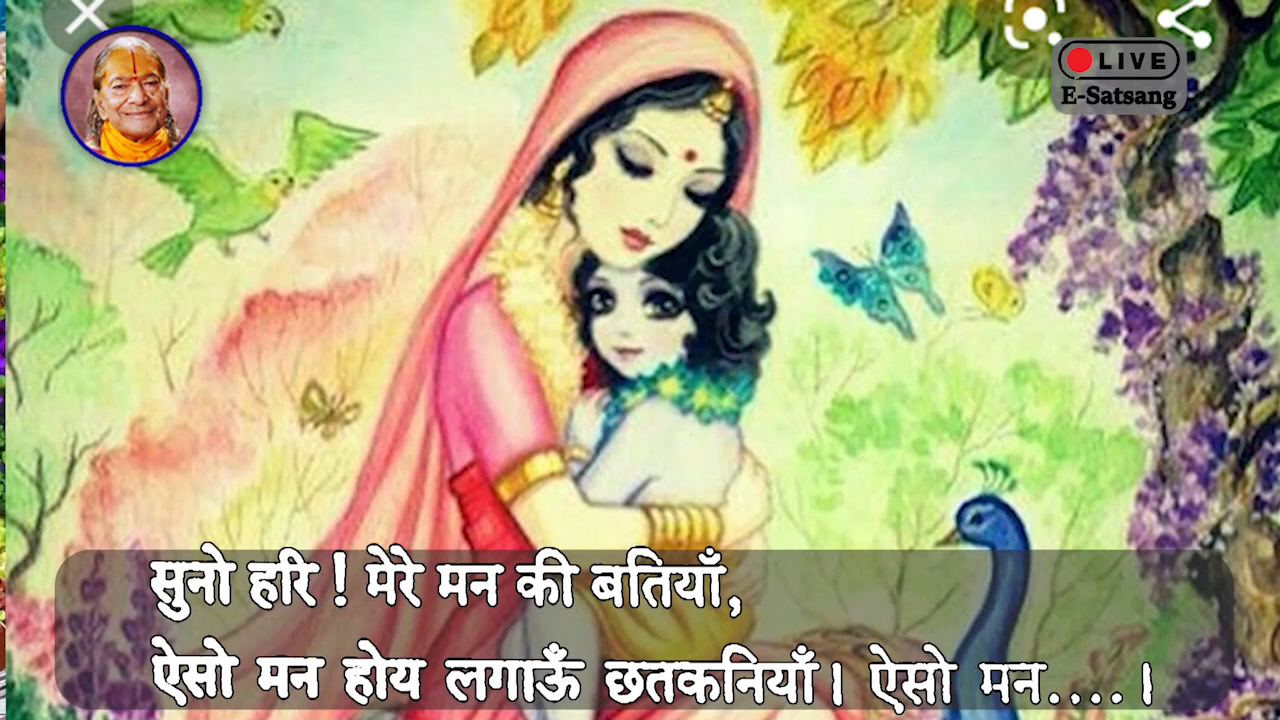 LIVE
E-Satsang
सुनो हरि ! मेरे मन की बतियाँ,
ऐसो मन होय लगाऊँ छतकनियाँ। ऐसो मन....।